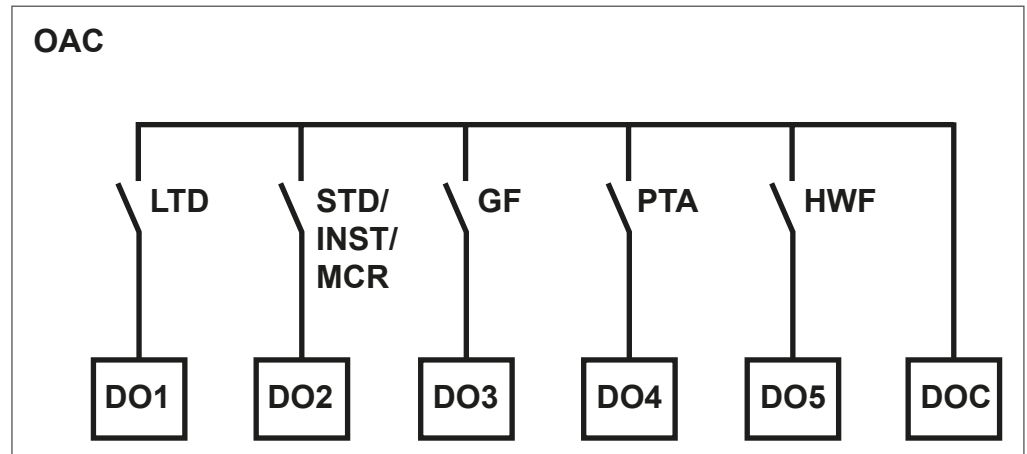 OAC
LTD
STD/
INST/
MCR
GF
PTA
HWF
DO1
DO2
DO3
DO4
DO5
DOC